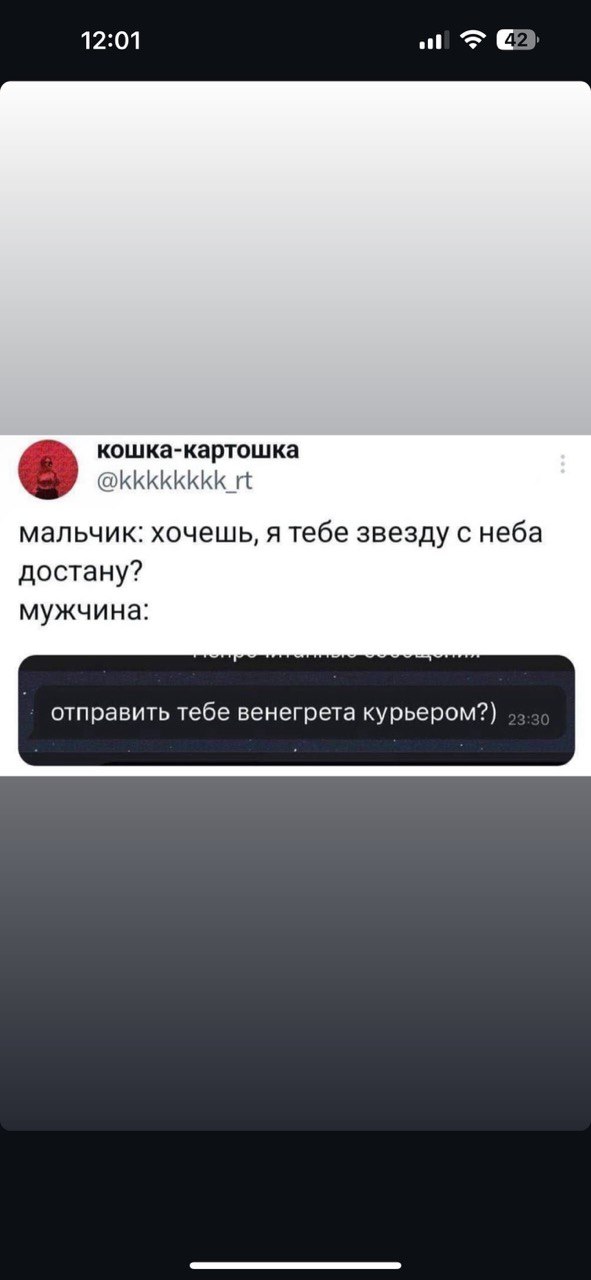 12:01
42
кошка-картошка
@kkkkkkkk_rt
мальчик: хочешь, я тебе звезду с неба
достану?
мужчина:
отправить тебе венегрета курьером?)
23:30